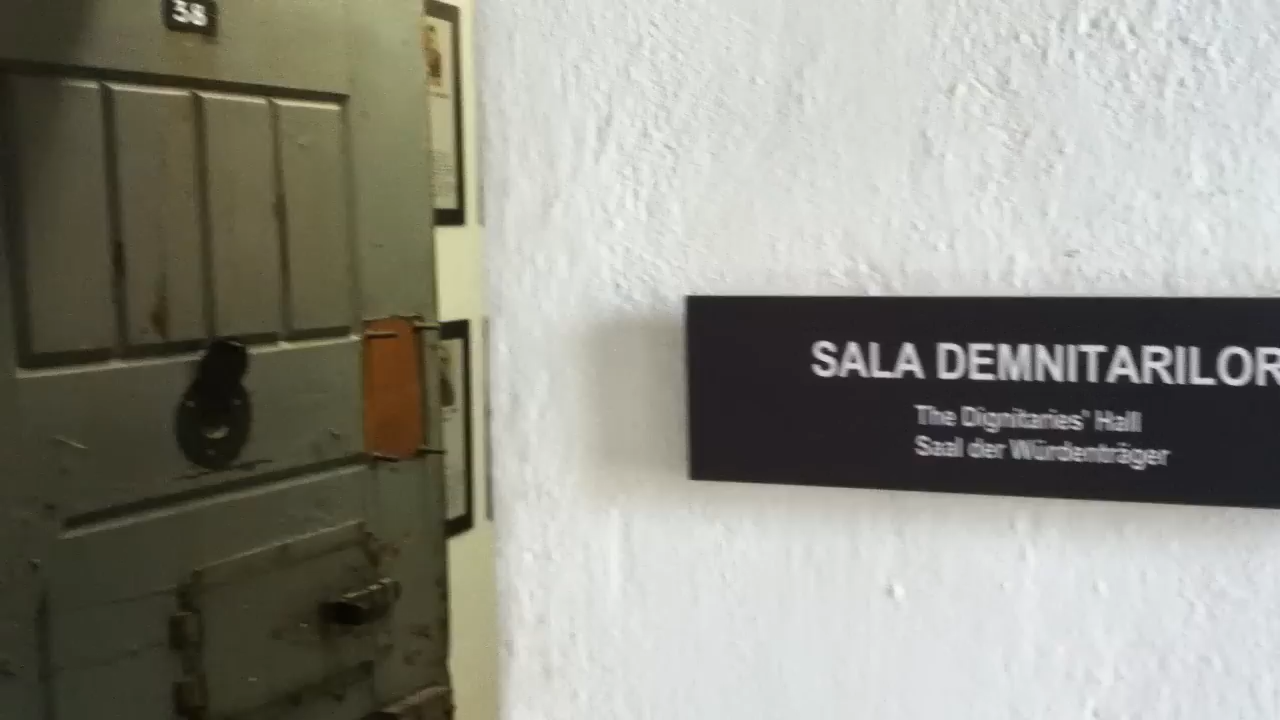 38
SALA DEMNITARILOR
The Dignitaries' Hall
Saal der Würdenträger